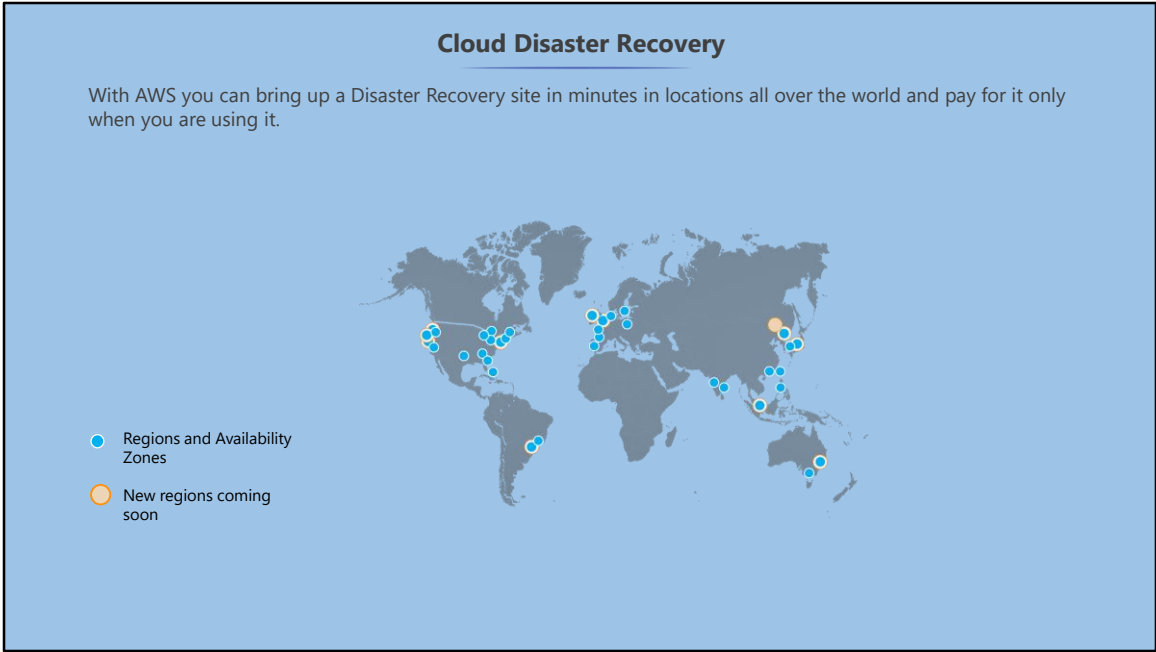 Cloud Disaster Recovery
With AWS you can bring up a Disaster Recovery site in minutes in locations all over the world and pay for it only
when you are using it.
Regions and Availability
Zones
New regions coming
soon